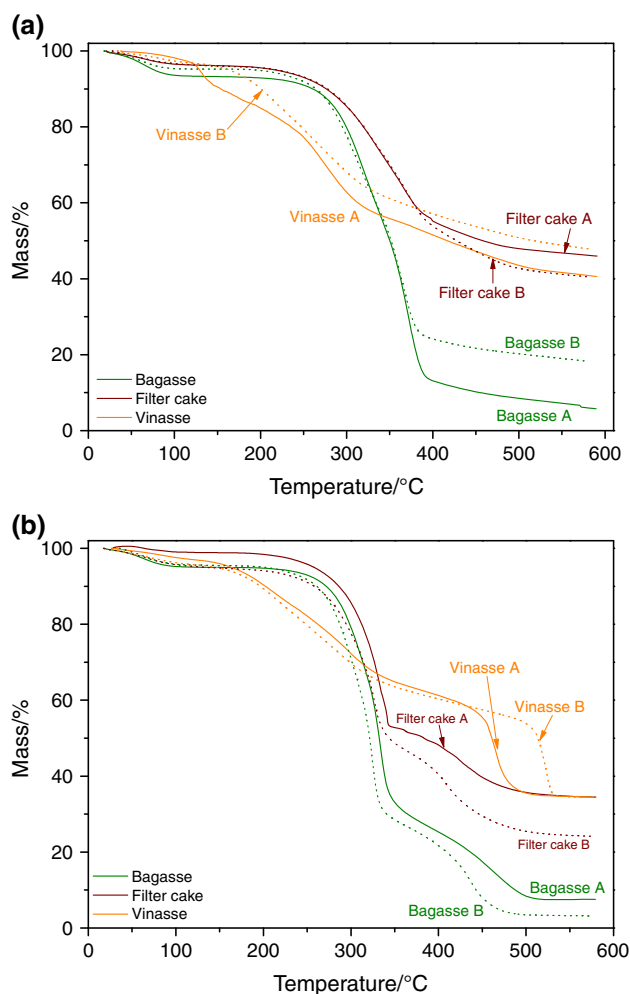 (a)
100
80
60
40
20
0
Mass/%
Vinasse B
Vinasse A
Filter cake A
Filter cake B
Bagasse B
Bagasse A
Bagasse
Filter cake
Vinasse
0 100 200 300 400 500 600
Temperature/°C
(b)
100
80
60
40
20
0
Mass/%
Vinasse A
Vinasse B
Filter cake A
Filter cake B
Bagasse A
Bagasse B
Bagasse
Filter cake
Vinasse
0 100 200 300 400 500 600
Temperature/°C